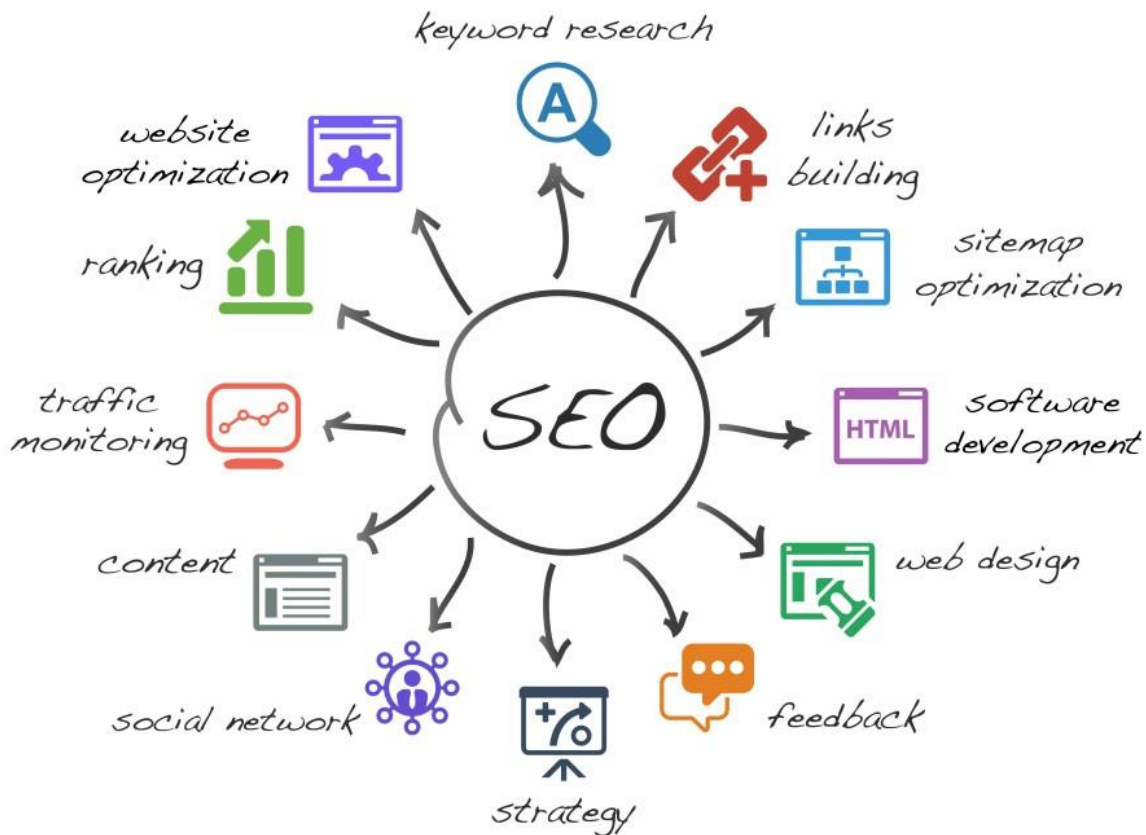 keyword research
A
links
building
sitemap
optimization
HTML
software
development
web design
feedback
strategy
social network
content
traffic
monitoring
ranking
website
optimization
SEO